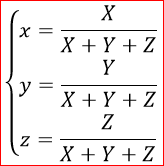 x = X / (X + Y + Z)
y = Y / (X + Y + Z)
z = Z / (X + Y + Z)